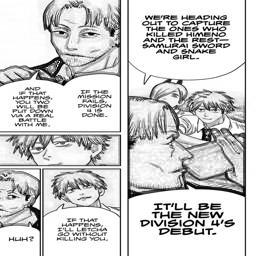 WE'RE HEADING
OUT TO CAPTURE
THE ONES WHO
KILLED HIMENO
AND THE REST—
SAMURAI SWORD
AND SNAKE
GIRL.
IT'LL BE
THE NEW
DIVISION 4'S
DEBUT.
IF THE
MISSION
FAILS,
DIVISION 4
IS
DONE.
AND
IF THAT
HAPPENS,
YOU TWO
WILL BE
PUT DOWN
VIA A REAL
BATTLE
WITH ME.
IF THAT
HAPPENS,
I'LL LETCHA
GO WITHOUT
KILLING YOU.
HUH?